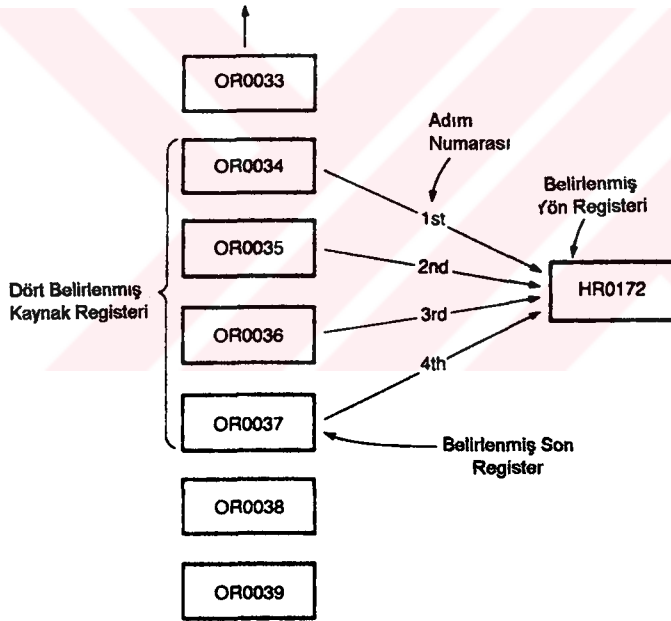 OR0033
Adım
Numarası
OR0034
Belirlenmiş
Yön Registeri
1st
OR0035
2nd
HR0172
Dört Belirlenmış
Kaynak Registeri
3rd
OR0036
4th
OR0037
Belirlenmiş Son
Register
OR0038
OR0039